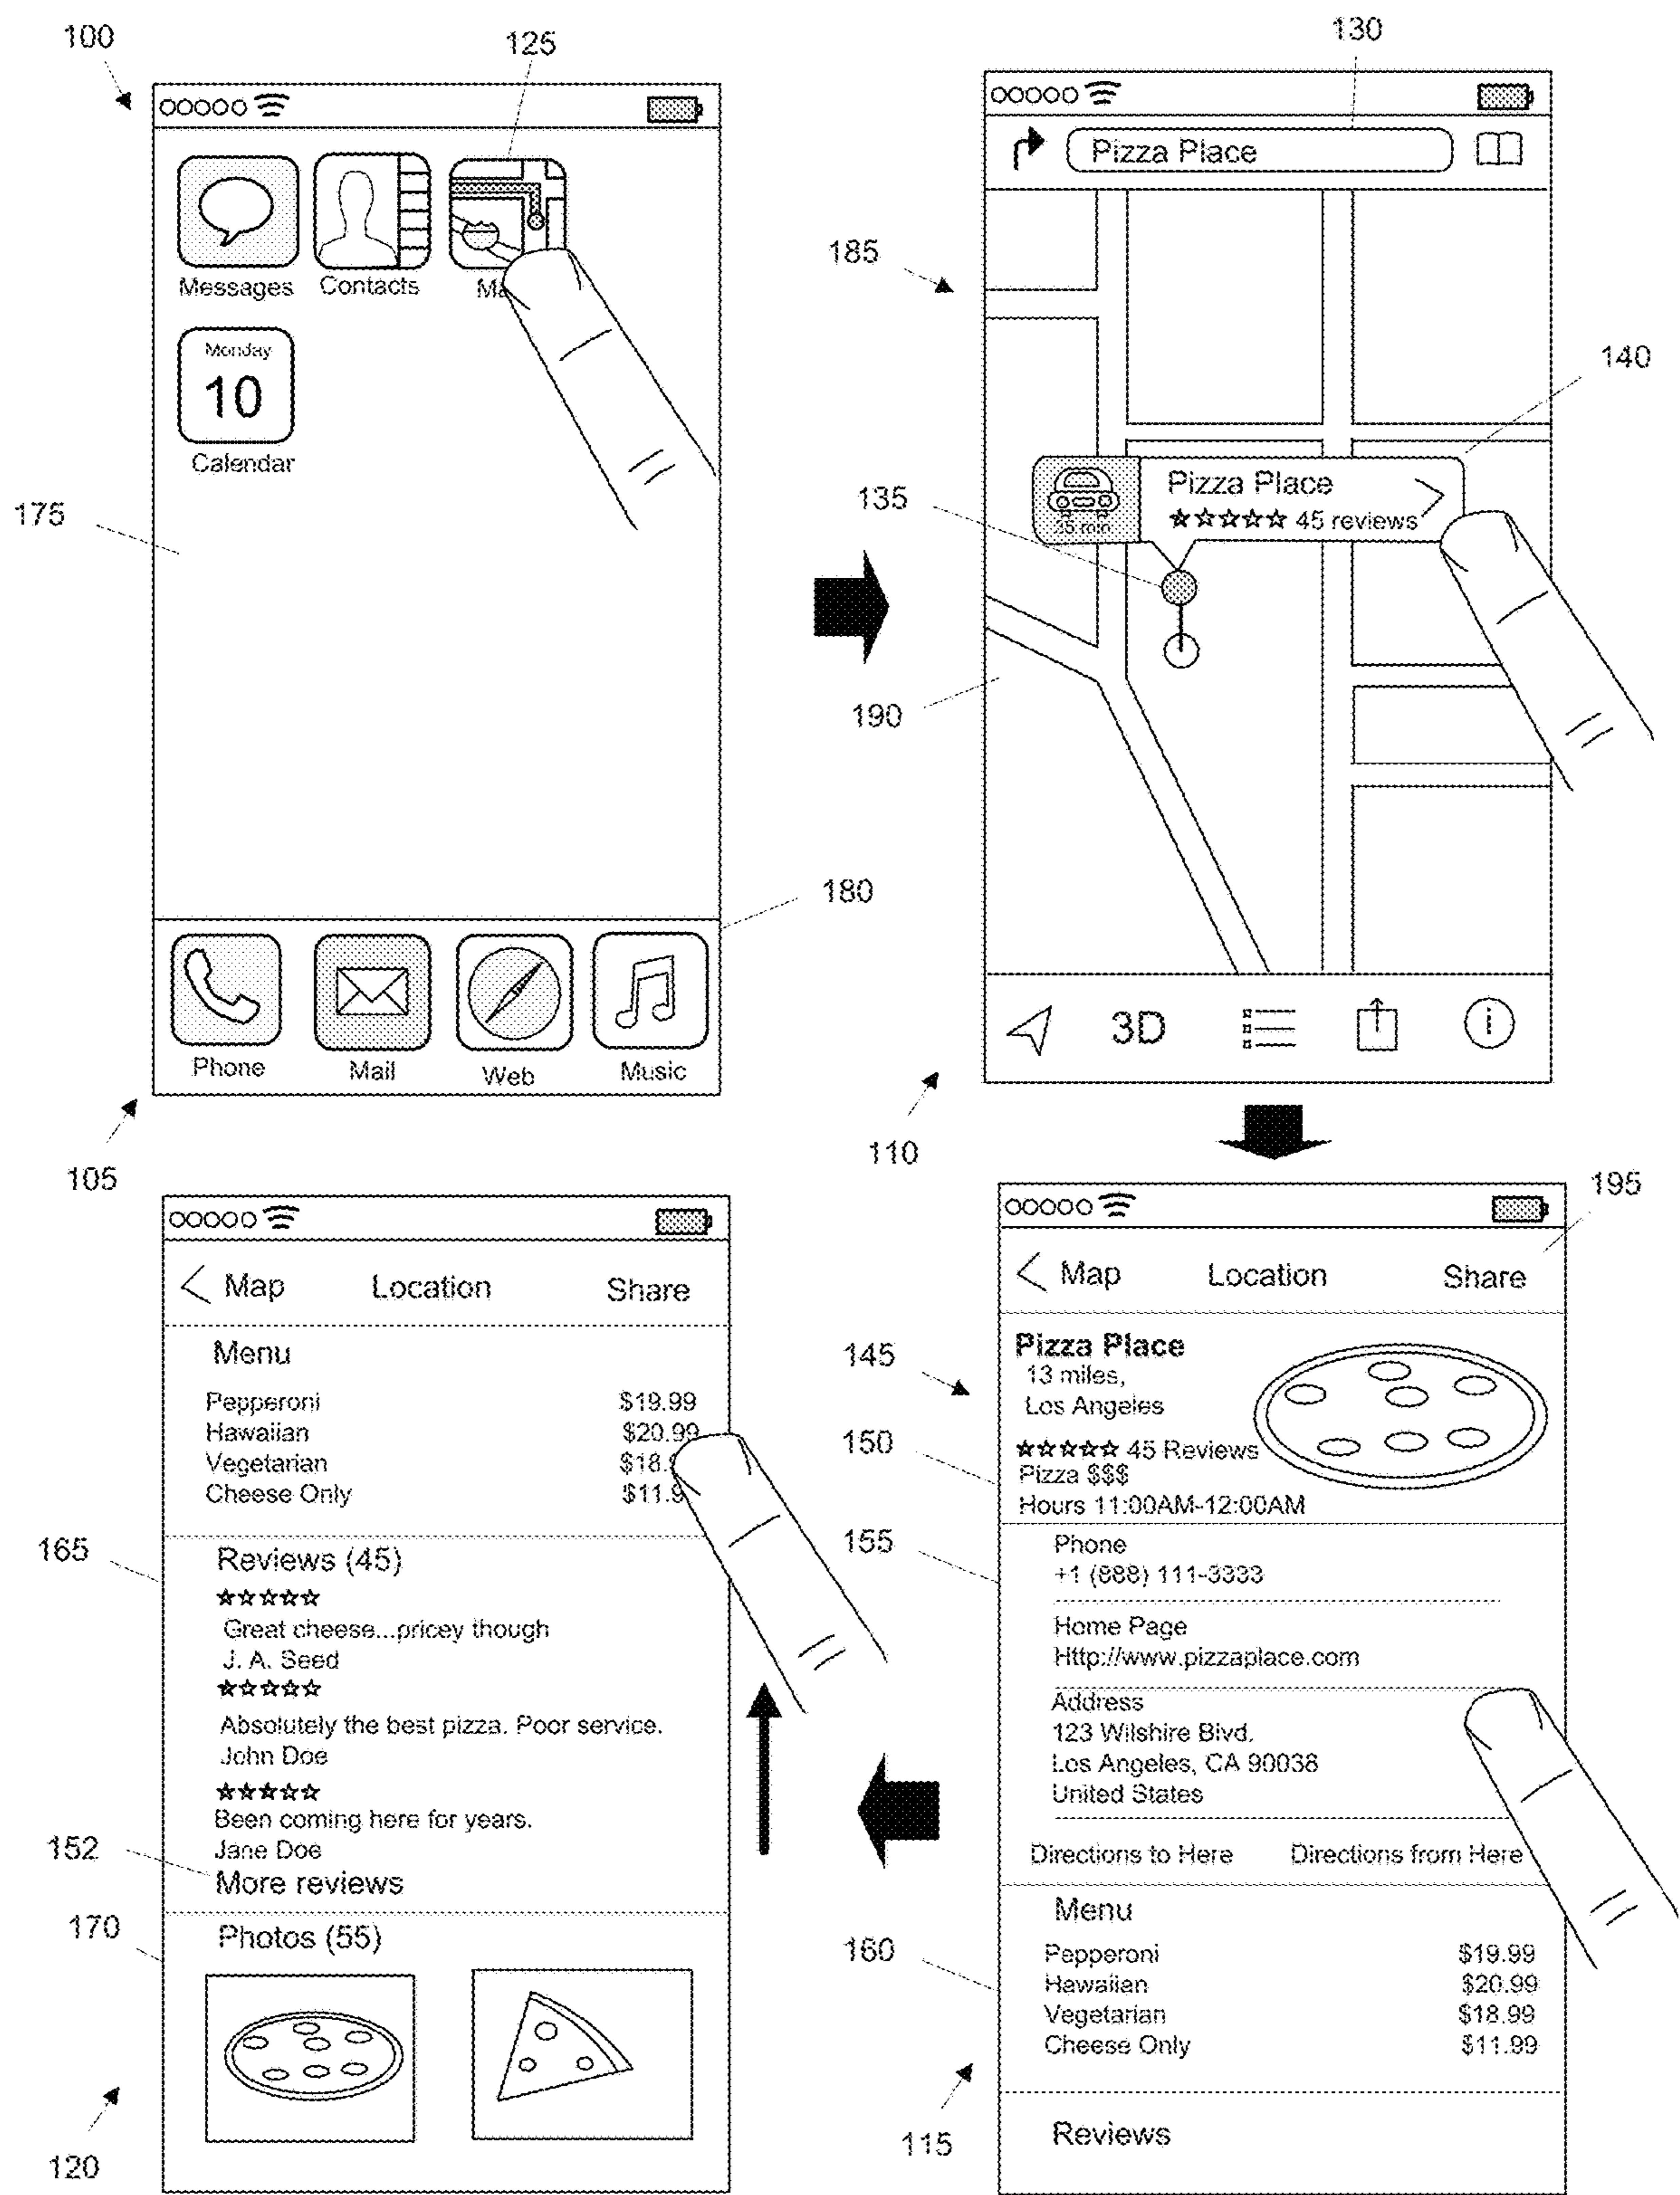 100
125
Messages
Contacts
Ma
Monday
10
Calendar
175
180
Phone
Mail
Web
Music
105
130
Pizza Place
185
140
Pizza Place
45 reviews
135
190
3D
i
110
195
Map Location Share
145
Pizza Place
13 miles,
Los Angeles
150
45 Reviews
Pizza $$$
Hours 11:00AM-12:00AM
155
Phone
+1 (888) 111-3333
Home Page
Http://www.pizzaplace.com
Address
123 Wilshire Blvd.
Los Angeles, CA 90038
United States
Directions to Here Directions from Here
Menu
160
Pepperoni $19.99
Hawaiian $20.99
Vegetarian $18.99
Cheese Only $11.99
115
Reviews
Map Location Share
Menu
Pepperoni $19.99
Hawaiian $20.99
Vegetarian $18.9
Cheese Only $11.9
165
Reviews (45)
Great cheese...pricey though
J. A. Seed
Absolutely the best pizza. Poor service.
John Doe
Been coming here for years.
Jane Doe
152
More reviews
170
Photos (55)
120